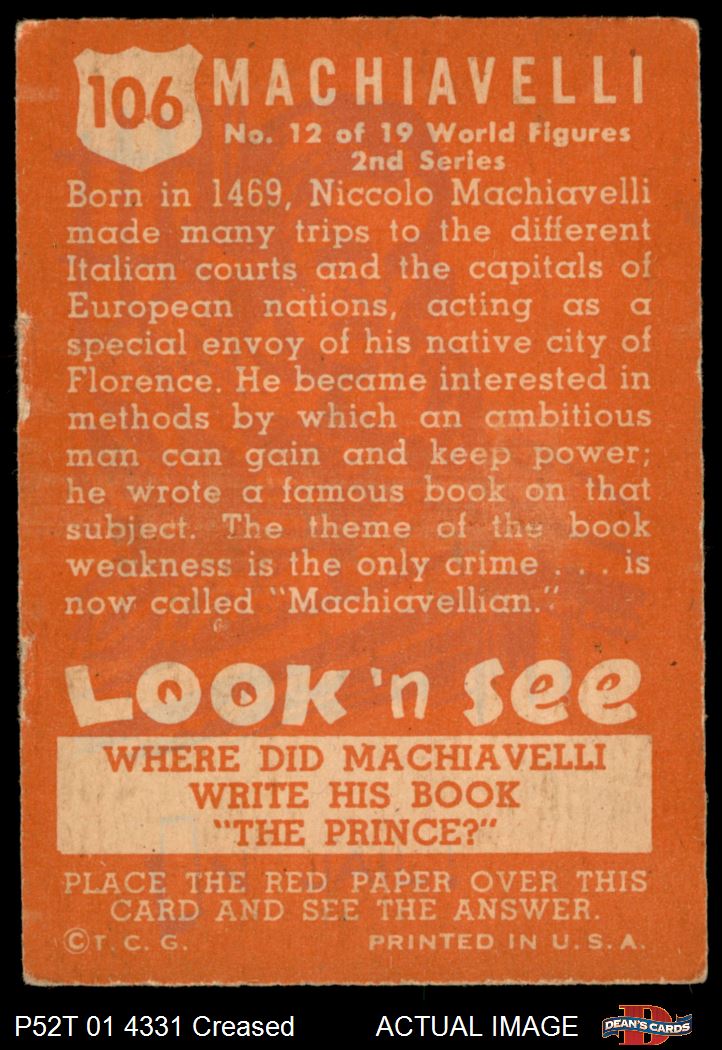 106
MACHIAVELLI
No. 12 of 19 World Figures
2nd Series
Born in 1469, Niccolo Machiavelli
made many trips to the different
Italian courts and the capitals of
European nations, acting as a
special envoy of his native city of
Florence. He became interested in
methods by which an ambitious
man can gain and keep power;
he wrote a famous book on that
subject. The theme of the book
weakness is the only crime . . . is
now called "Machiavellian."
LOOK 'n SEE
WHERE DID MACHIAVELLI
WRITE HIS BOOK
"THE PRINCE?"
PLACE THE RED PAPER OVER THIS
CARD AND SEE THE ANSWER.
©T. C. G. PRINTED IN U. S. A.
P52T 01 4331 Creased ACTUAL IMAGE D DEAN'S CARDS